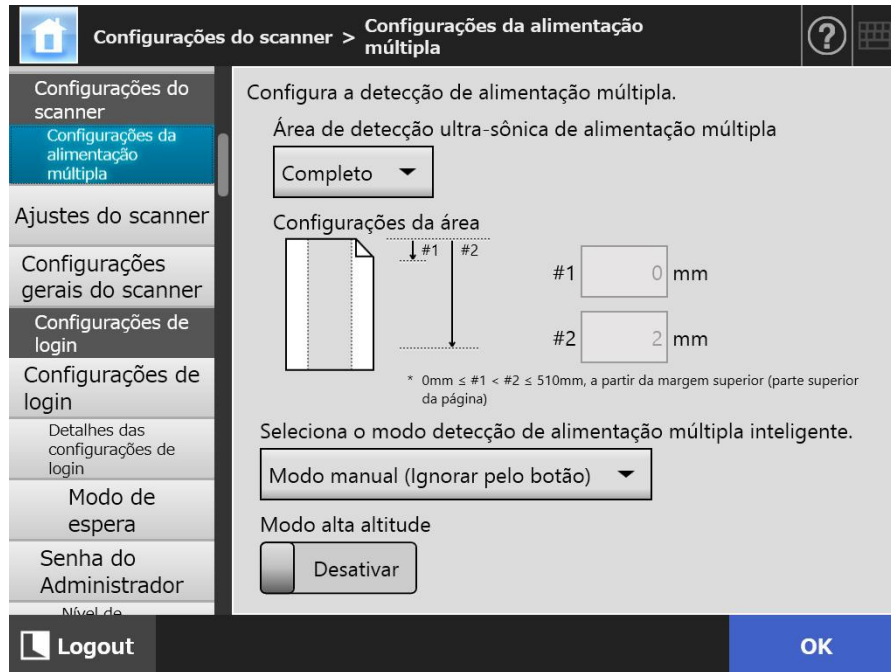 Configurações do scanner > Configurações da alimentação
múltipla
?
Configurações do
scanner
Configurações da
alimentação
múltipla
Ajustes do scanner
Configurações
gerais do scanner
Configurações de
login
Configurações de
login
Detalhes das
configurações de
login
Modo de
espera
Senha do
Administrador
Nível de
Logout
Configura a detecção de alimentação múltipla.
Área de detecção ultra-sônica de alimentação múltipla
Completo
Configurações da área
#1 #2
#1 0 mm
#2 2 mm
* 0mm ≤ #1 < #2 ≤ 510mm, a partir da margem superior (parte superior
da página)
Seleciona o modo detecção de alimentação múltipla inteligente.
Modo manual (Ignorar pelo botão)
Modo alta altitude
Desativar
OK